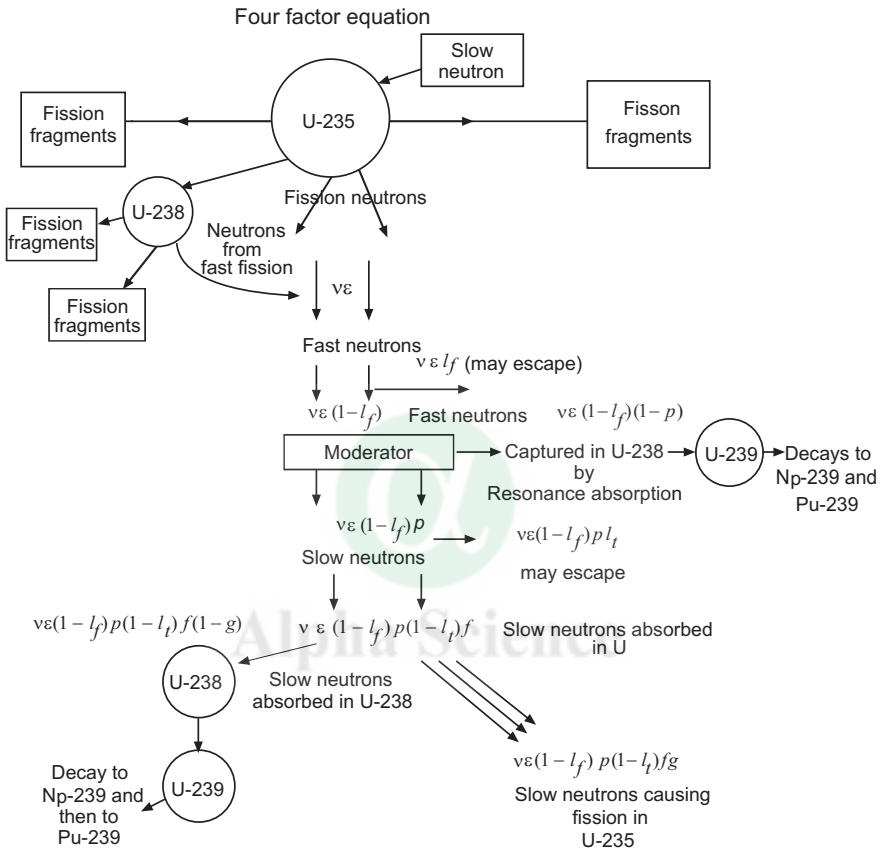 Four factor equation
Slow
neutron
Fission
fragments
U-235
Fisson
fragments
U-238
Fission neutrons
Fission
fragments
Neutrons
from
fast fission
νε
Fission
fragments
Fast neutrons
ν ε l_f (may escape)
νε (1– l_f)
Fast neutrons
νε (1– l_f)(1– p)
Moderator
Captured in U-238
by
Resonance absorption
U-239
Decays to
Np-239 and
Pu-239
νε (1– l_f) p
Slow neutrons
νε(1– l_f) p l_t
may escape
νε(1– l_f) p(1– l_t) f(1– g)
ν ε (1– l_f) p(1– l_t) f
Slow neutrons absorbed
in U
Alpha Science
U-238
Slow neutrons
absorbed in U-238
νε(1– l_f) p(1– l_t) fg
Decay to
Np-239 and
then to
Pu-239
U-239
Slow neutrons causing
fission in
U-235